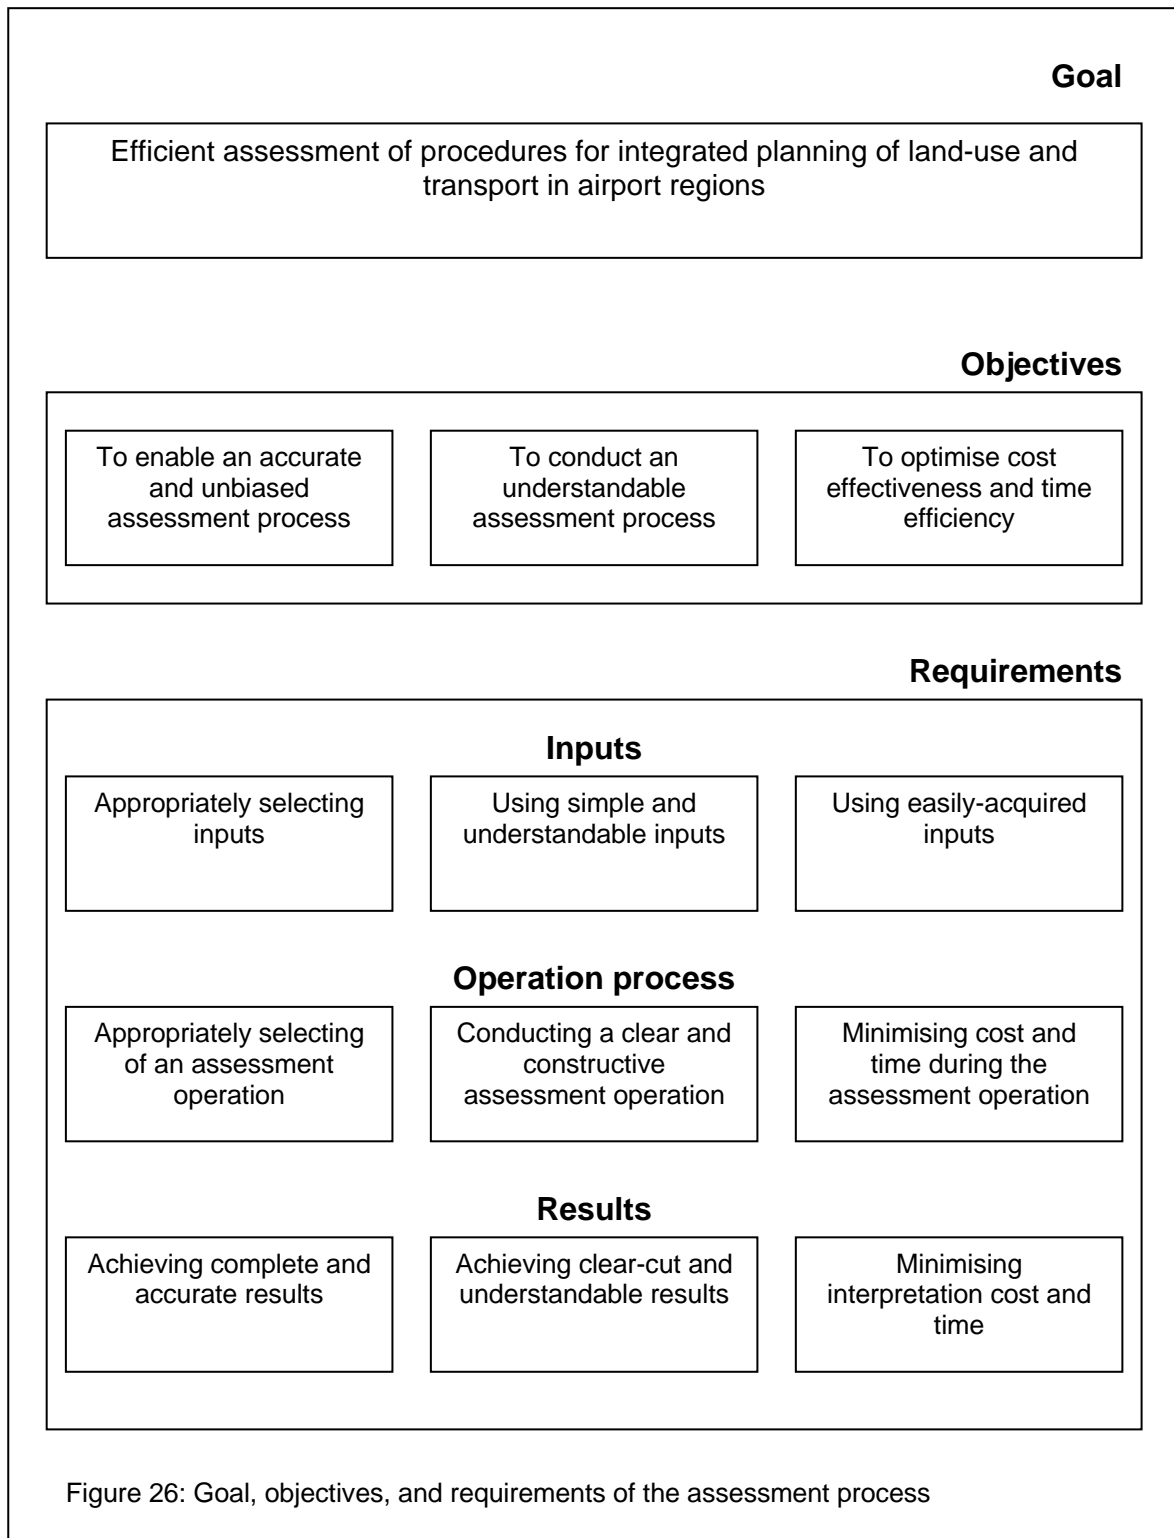 Goal
Efficient assessment of procedures for integrated planning of land-use and
transport in airport regions
Objectives
To enable an accurate
and unbiased
assessment process
To conduct an
understandable
assessment process
To optimise cost
effectiveness and time
efficiency
Requirements
Inputs
Appropriately selecting
inputs
Using simple and
understandable inputs
Using easily-acquired
inputs
Operation process
Appropriately selecting
of an assessment
operation
Conducting a clear and
constructive
assessment operation
Minimising cost and
time during the
assessment operation
Results
Achieving complete and
accurate results
Achieving clear-cut and
understandable results
Minimising
interpretation cost and
time
Figure 26: Goal, objectives, and requirements of the assessment process